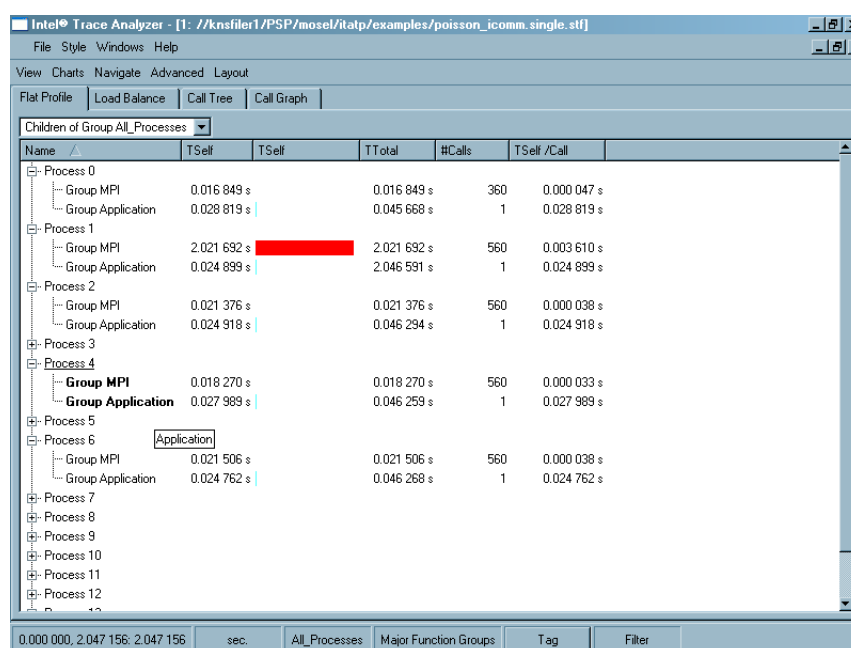 Intel® Trace Analyzer - [1: //knsfiler1/PSP/mosel/itatp/examples/poisson_icomm.single.stf]
File Style Windows Help
View Charts Navigate Advanced Layout
Flat Profile Load Balance Call Tree Call Graph
Children of Group All_Processes
Name TSelf TSelf TTotal #Calls TSelf /Call
Process 0
Group MPI 0.016 849 s 0.016 849 s 360 0.000 047 s
Group Application 0.028 819 s 0.045 668 s 1 0.028 819 s
Process 1
Group MPI 2.021 692 s 2.021 692 s 560 0.003 610 s
Group Application 0.024 899 s 2.046 591 s 1 0.024 899 s
Process 2
Group MPI 0.021 376 s 0.021 376 s 560 0.000 038 s
Group Application 0.024 918 s 0.046 294 s 1 0.024 918 s
Process 3
Process 4
Group MPI 0.018 270 s 0.018 270 s 560 0.000 033 s
Group Application 0.027 989 s 0.046 259 s 1 0.027 989 s
Process 5
Process 6 Application
Group MPI 0.021 506 s 0.021 506 s 560 0.000 038 s
Group Application 0.024 762 s 0.046 268 s 1 0.024 762 s
Process 7
Process 8
Process 9
Process 10
Process 11
Process 12
0.000 000, 2.047 156: 2.047 156 sec. All_Processes Major Function Groups Tag Filter